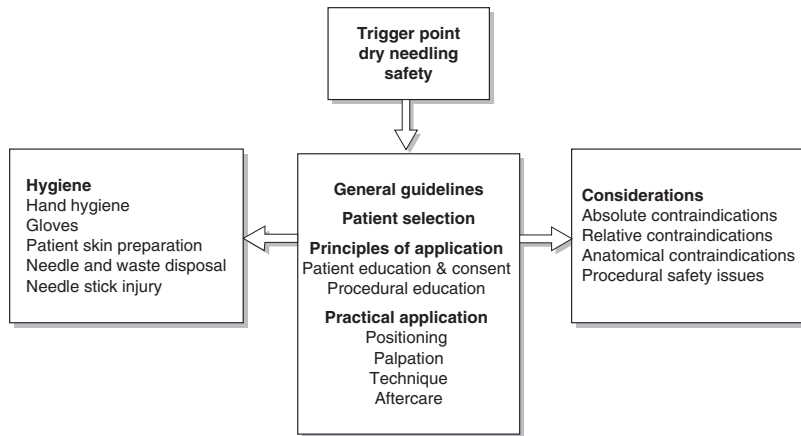 Trigger point
dry needling
safety
Hygiene
Hand hygiene
Gloves
Patient skin preparation
Needle and waste disposal
Needle stick injury
General guidelines
Patient selection
Principles of application
Patient education & consent
Procedural education
Practical application
Positioning
Palpation
Technique
Aftercare
Considerations
Absolute contraindications
Relative contraindications
Anatomical contraindications
Procedural safety issues